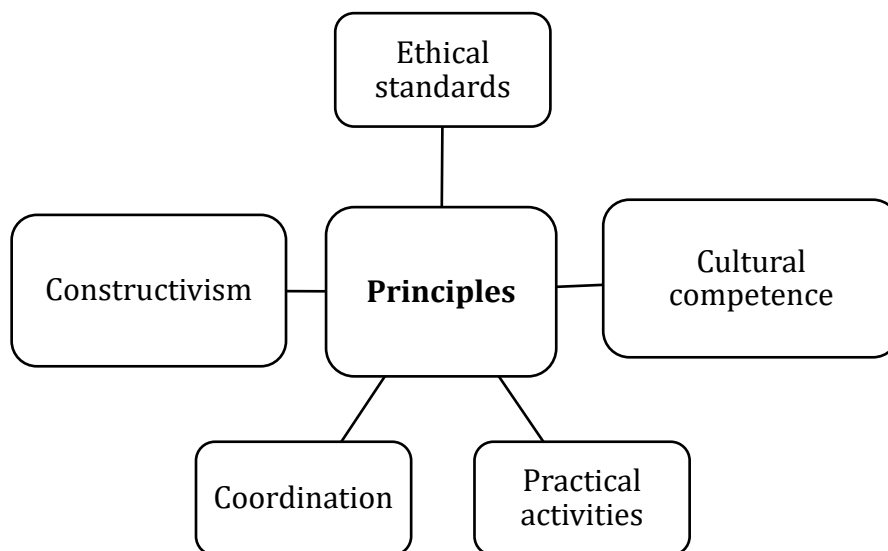 Ethical
standards
Constructivism
Principles
Cultural
competence
Coordination
Practical
activities